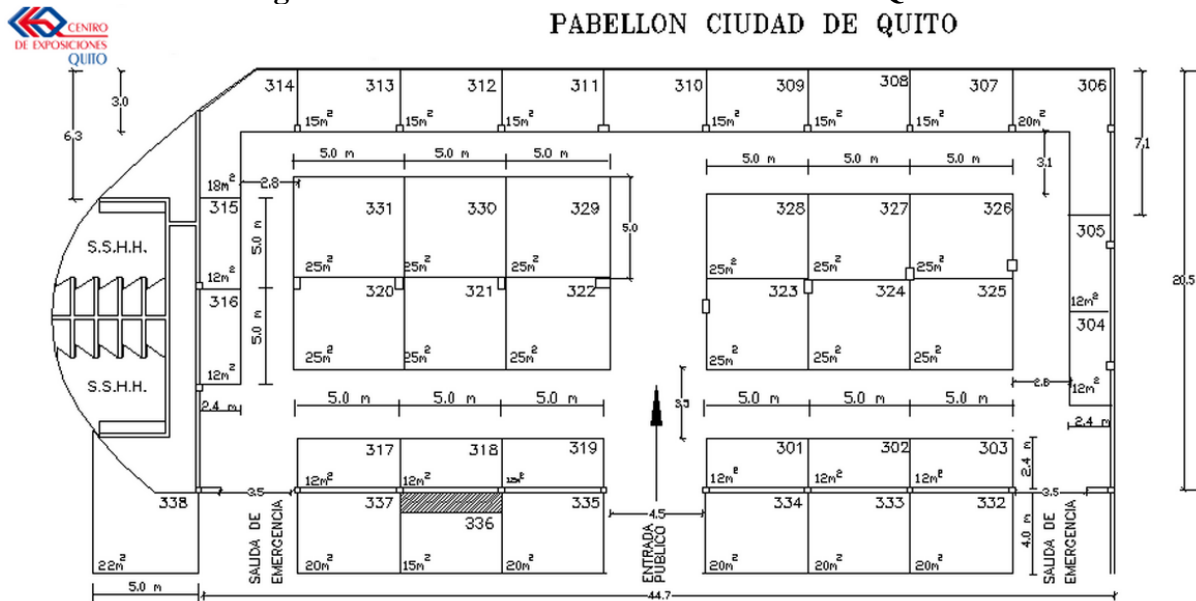 PABELLON CIUDAD DE QUITO
CENTRO
DE EXPOSICIONES
QUITO
314 313 312 311 310 309 308 307 306
3.0
6.3
15m² 15m² 15m² 15m² 15m² 15m² 20m²
7.1
5.0 m 5.0 m 5.0 m
5.0 m 5.0 m 5.0 m
3.1
18m²
2.8
315
331 330 329
328 327 326
305
S.S.H.H.
5.0 m
5.0
25m² 25m² 25m²
25m² 25m² 25m²
12m²
20.5
316
320 321 322
323 324 325
12m²
304
S.S.H.H.
5.0 m
12m²
25m² 25m² 25m²
25m² 25m² 25m²
2.8
12m²
2.4 m
5.0 m 5.0 m 5.0 m
3.5
5.0 m 5.0 m 5.0 m
2.4 m
317 318 319
301 302 303
2.4 m
12m² 12m² 12m²
12m² 12m² 12m²
338
3.5
337 336 335
4.5
334 333 332
3.5
4.0 m
SALIDA DE
EMERGENCIA
ENTRADA
PUBLICO
SALIDA DE
EMERGENCIA
22m²
20m² 15m² 20m²
20m² 20m² 20m²
5.0 m
44.7